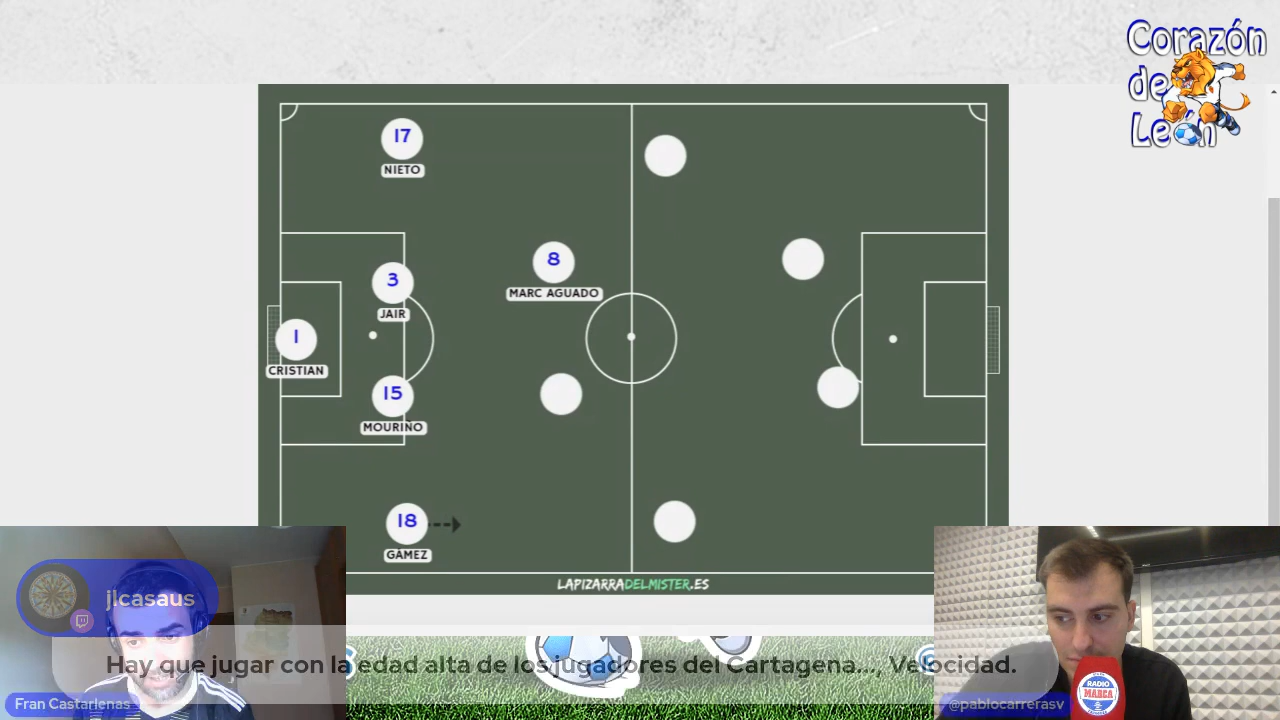 Corazón
de
León
17
NIETO
8
MARC AGUADO
3
JAIR
1
CRISTIAN
15
MOURIÑO
18
GÁMEZ
LAPIZARRADELMISTER.ES
jlcasaus
Hay que jugar con la edad alta de los jugadores del Cartagena..., Velocidad.
Fran Castarlenas
RADIO
MARCA
@pablocarrerasv